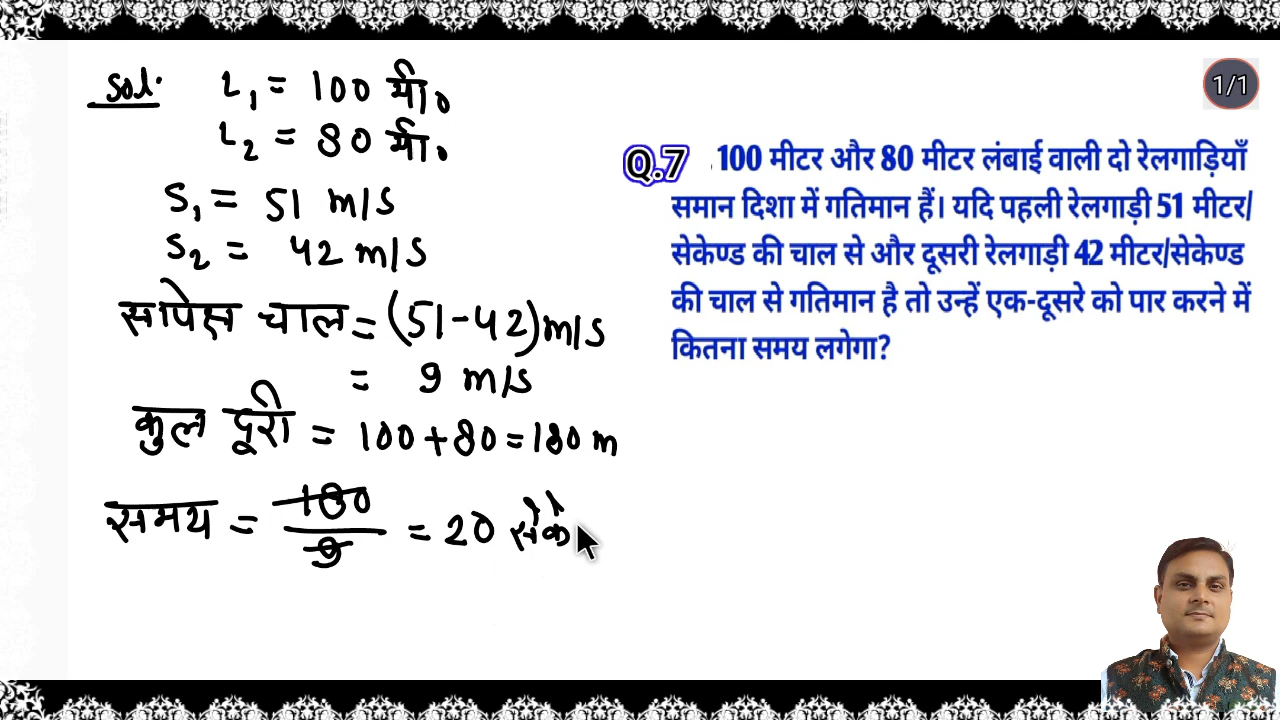 Sol.
L₁ = 100 मी०
L₂ = 80 मी०
S₁ = 51 m/s
S₂ = 42 m/s
सापेक्ष चाल = (51-42)m/s
= 9 m/s
कुल दूरी = 100+80=180 m
समय = 180/9 = 20 सेके
1/1
Q.7 . 100 मीटर और 80 मीटर लंबाई वाली दो रेलगाड़ियाँ
समान दिशा में गतिमान हैं। यदि पहली रेलगाड़ी 51 मीटर/
सेकेण्ड की चाल से और दूसरी रेलगाड़ी 42 मीटर/सेकेण्ड
की चाल से गतिमान है तो उन्हें एक-दूसरे को पार करने में
कितना समय लगेगा?